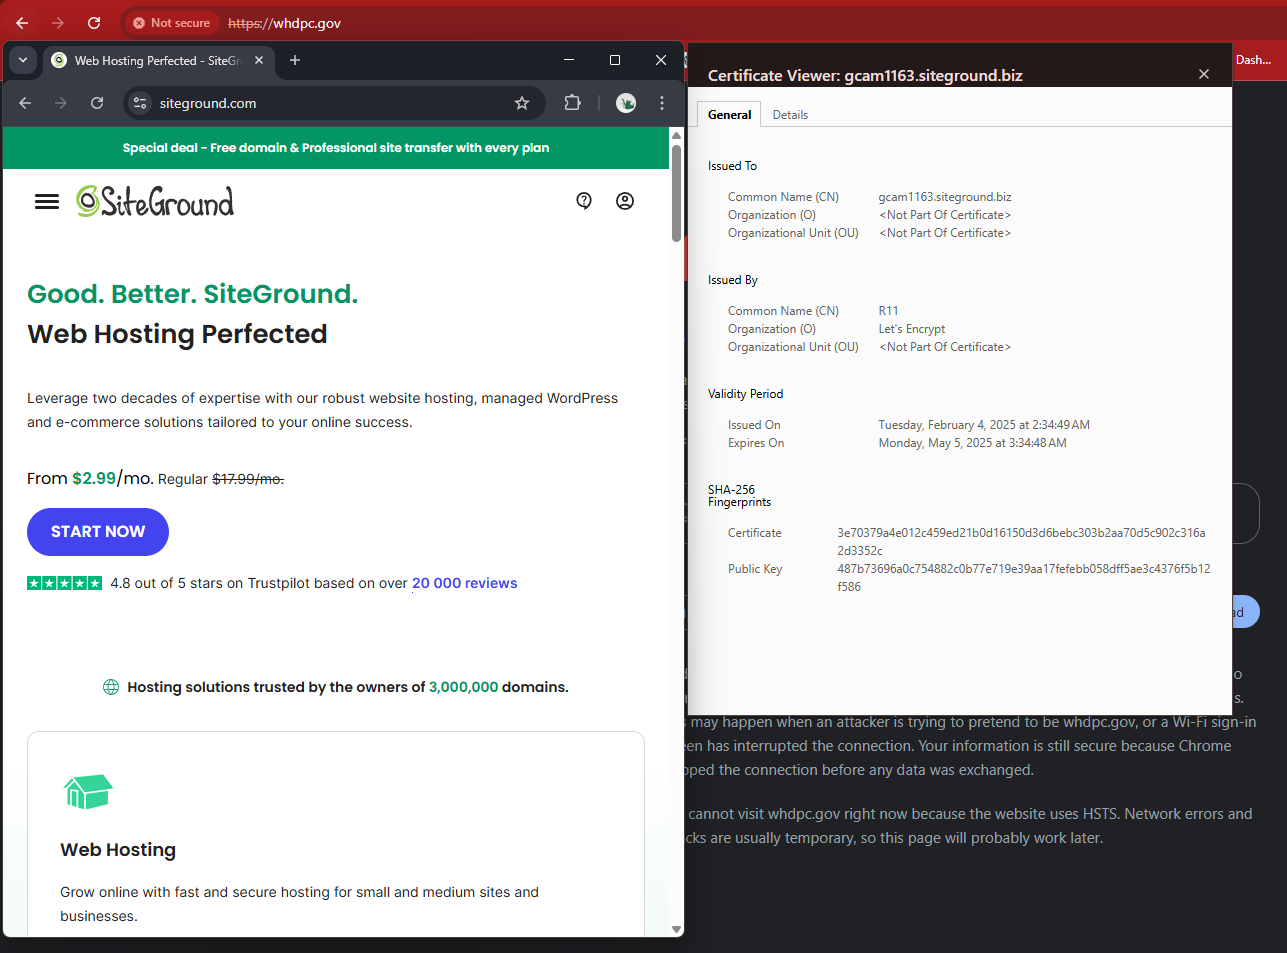 Not secure
https://whdpc.gov
Web Hosting Perfected - SiteGr
Dash...
siteground.com
Special deal - Free domain & Professional site transfer with every plan
SiteGround
Good. Better. SiteGround.
Web Hosting Perfected
Leverage two decades of expertise with our robust website hosting, managed WordPress
and e-commerce solutions tailored to your online success.
From $2.99/mo. Regular $17.99/mo.
START NOW
4.8 out of 5 stars on Trustpilot based on over 20 000 reviews
Hosting solutions trusted by the owners of 3,000,000 domains.
Web Hosting
Grow online with fast and secure hosting for small and medium sites and
businesses.
Certificate Viewer: gcam1163.siteground.biz
General Details
Issued To
Common Name (CN) gcam1163.siteground.biz
Organization (O) <Not Part Of Certificate>
Organizational Unit (OU) <Not Part Of Certificate>
Issued By
Common Name (CN) R11
Organization (O) Let's Encrypt
Organizational Unit (OU) <Not Part Of Certificate>
Validity Period
Issued On Tuesday, February 4, 2025 at 2:34:49 AM
Expires On Monday, May 5, 2025 at 3:34:48 AM
SHA-256
Fingerprints
Certificate 3e70379a4e012c459ed21b0d16150d3d6bebc303b2aa70d5c902c316a
2d3352c
Public Key 487b73696a0c754882c0b77e719e39aa17fefebb058dff5ae3c4376f5b12
f586
ad
o
s.
s may happen when an attacker is trying to pretend to be whdpc.gov, or a Wi-Fi sign-in
een has interrupted the connection. Your information is still secure because Chrome
pped the connection before any data was exchanged.
cannot visit whdpc.gov right now because the website uses HSTS. Network errors and
cks are usually temporary, so this page will probably work later.